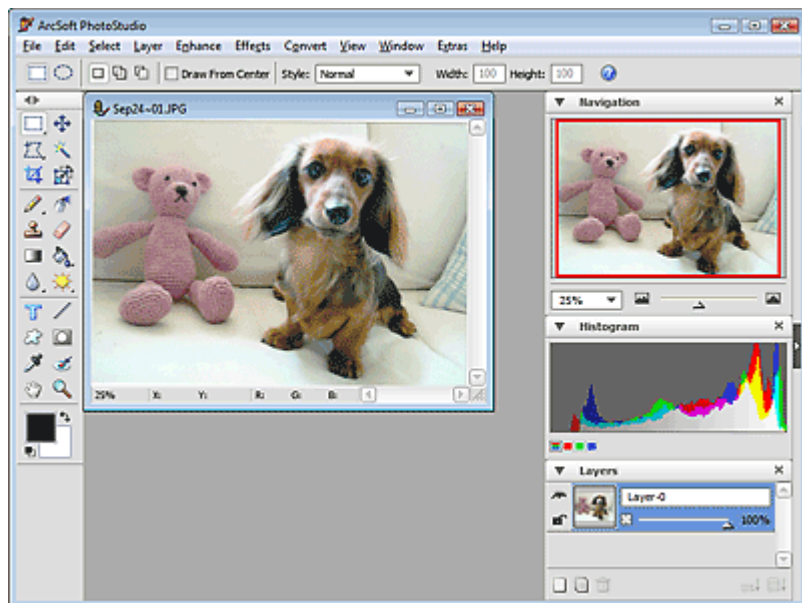 ArcSoft PhotoStudio
File Edit Select Layer Enhance Effects Convert View Window Extras Help
Draw From Center Style: Normal Width: 100 Height: 100
Sep24~01.JPG
Navigation
25%
Histogram
25% X: Y: R: G: B:
Layers
Layer-0
100%